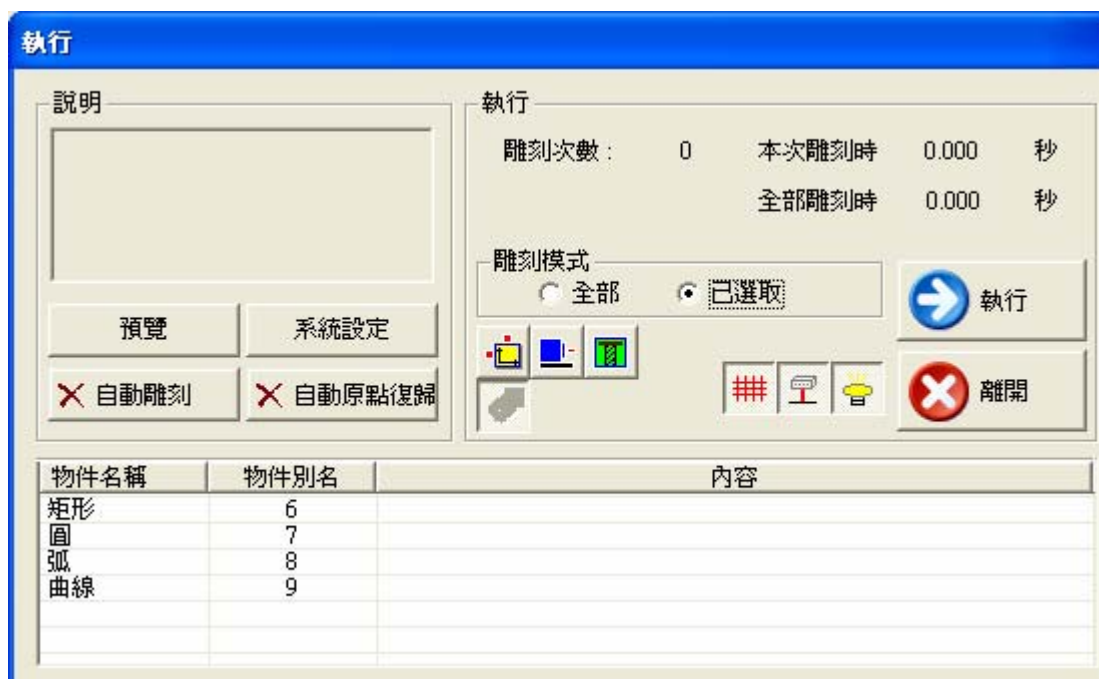 執行
說明
預覽
系統設定
自動雕刻
自動原點復歸
執行
雕刻次數 : 0 本次雕刻時 0.000 秒
全部雕刻時 0.000 秒
雕刻模式
全部 已選取
執行
離開
物件名稱 物件別名 內容
矩形 6
圓 7
弧 8
曲線 9